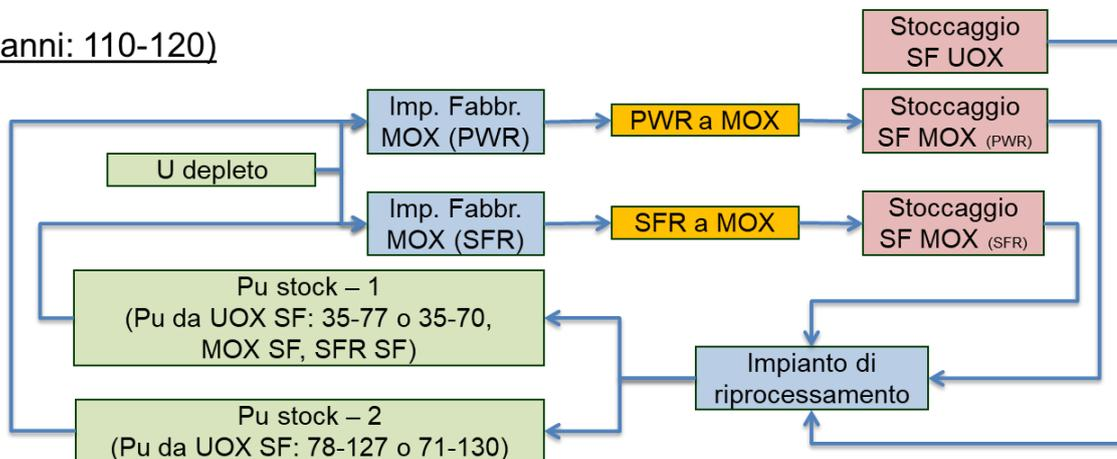 anni: 110-120)
Stoccaggio
SF UOX
Imp. Fabbr.
MOX (PWR)
PWR a MOX
Stoccaggio
SF MOX (PWR)
U depleto
Imp. Fabbr.
MOX (SFR)
SFR a MOX
Stoccaggio
SF MOX (SFR)
Pu stock – 1
(Pu da UOX SF: 35-77 o 35-70,
MOX SF, SFR SF)
Impianto di
riprocessamento
Pu stock – 2
(Pu da UOX SF: 78-127 o 71-130)